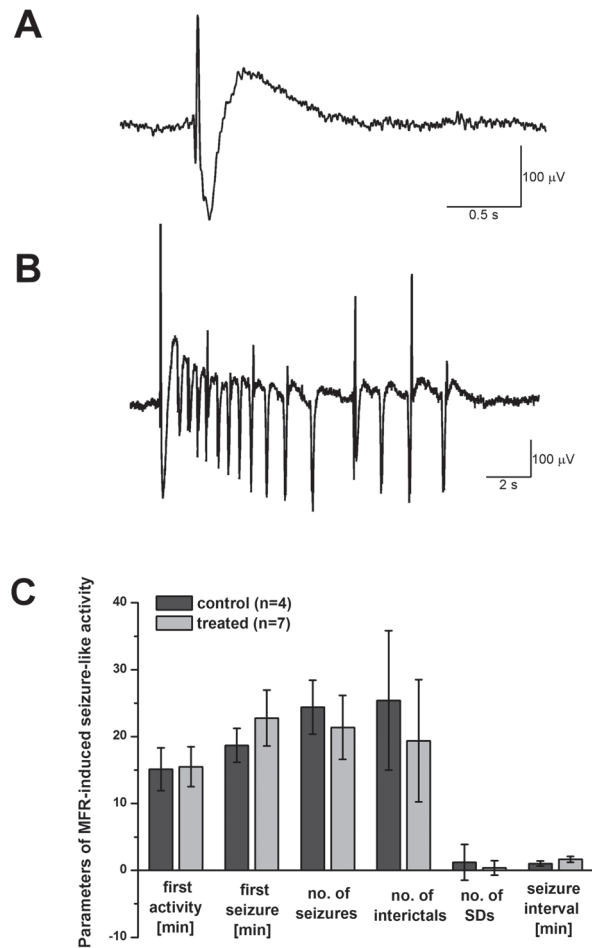 A
100 µV
0.5 s
B
100 µV
2 s
C
Parameters of MFR-induced seizure-like activity
40
30
20
10
0
-10
control (n=4)
treated (n=7)
first
activity
[min]
first
seizure
[min]
no. of
seizures
no. of
interictals
no. of
SDs
seizure
interval
[min]